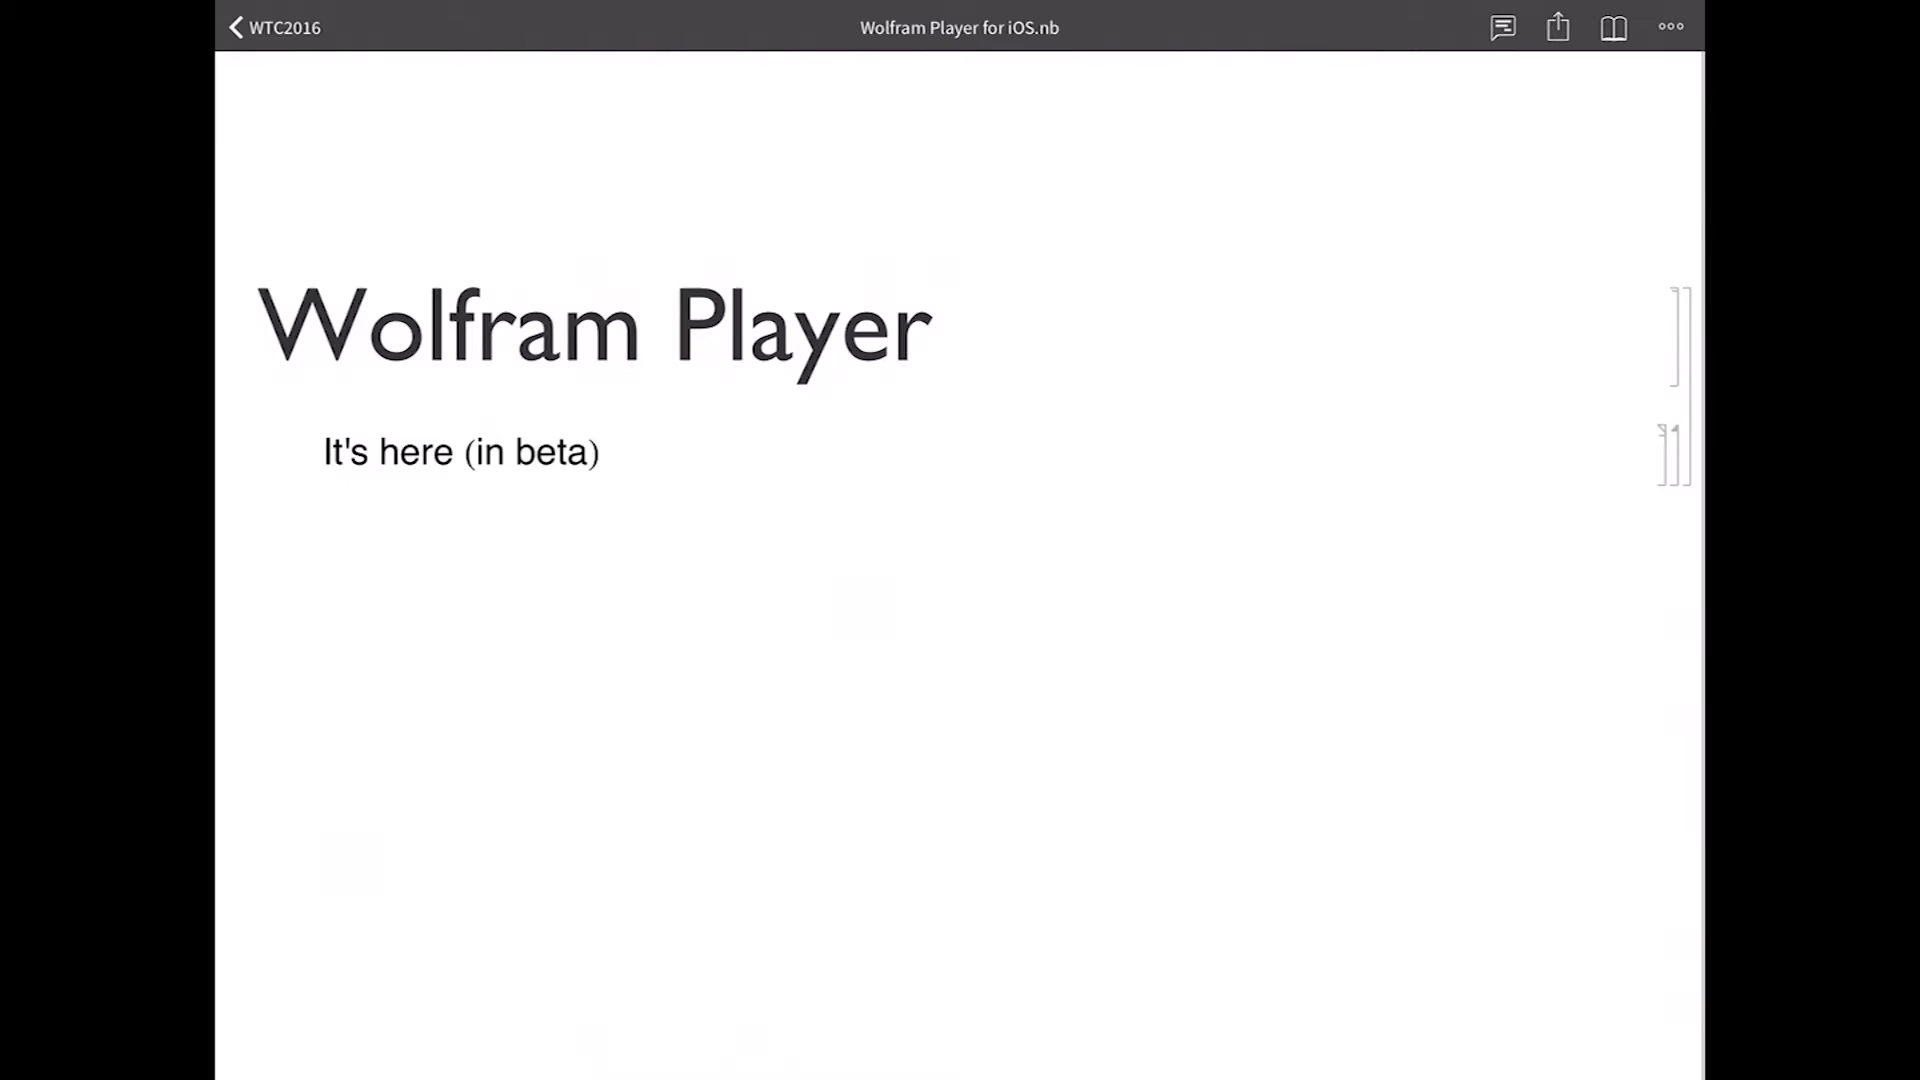 WTC2016
Wolfram Player for iOS.nb
Wolfram Player
It's here (in beta)